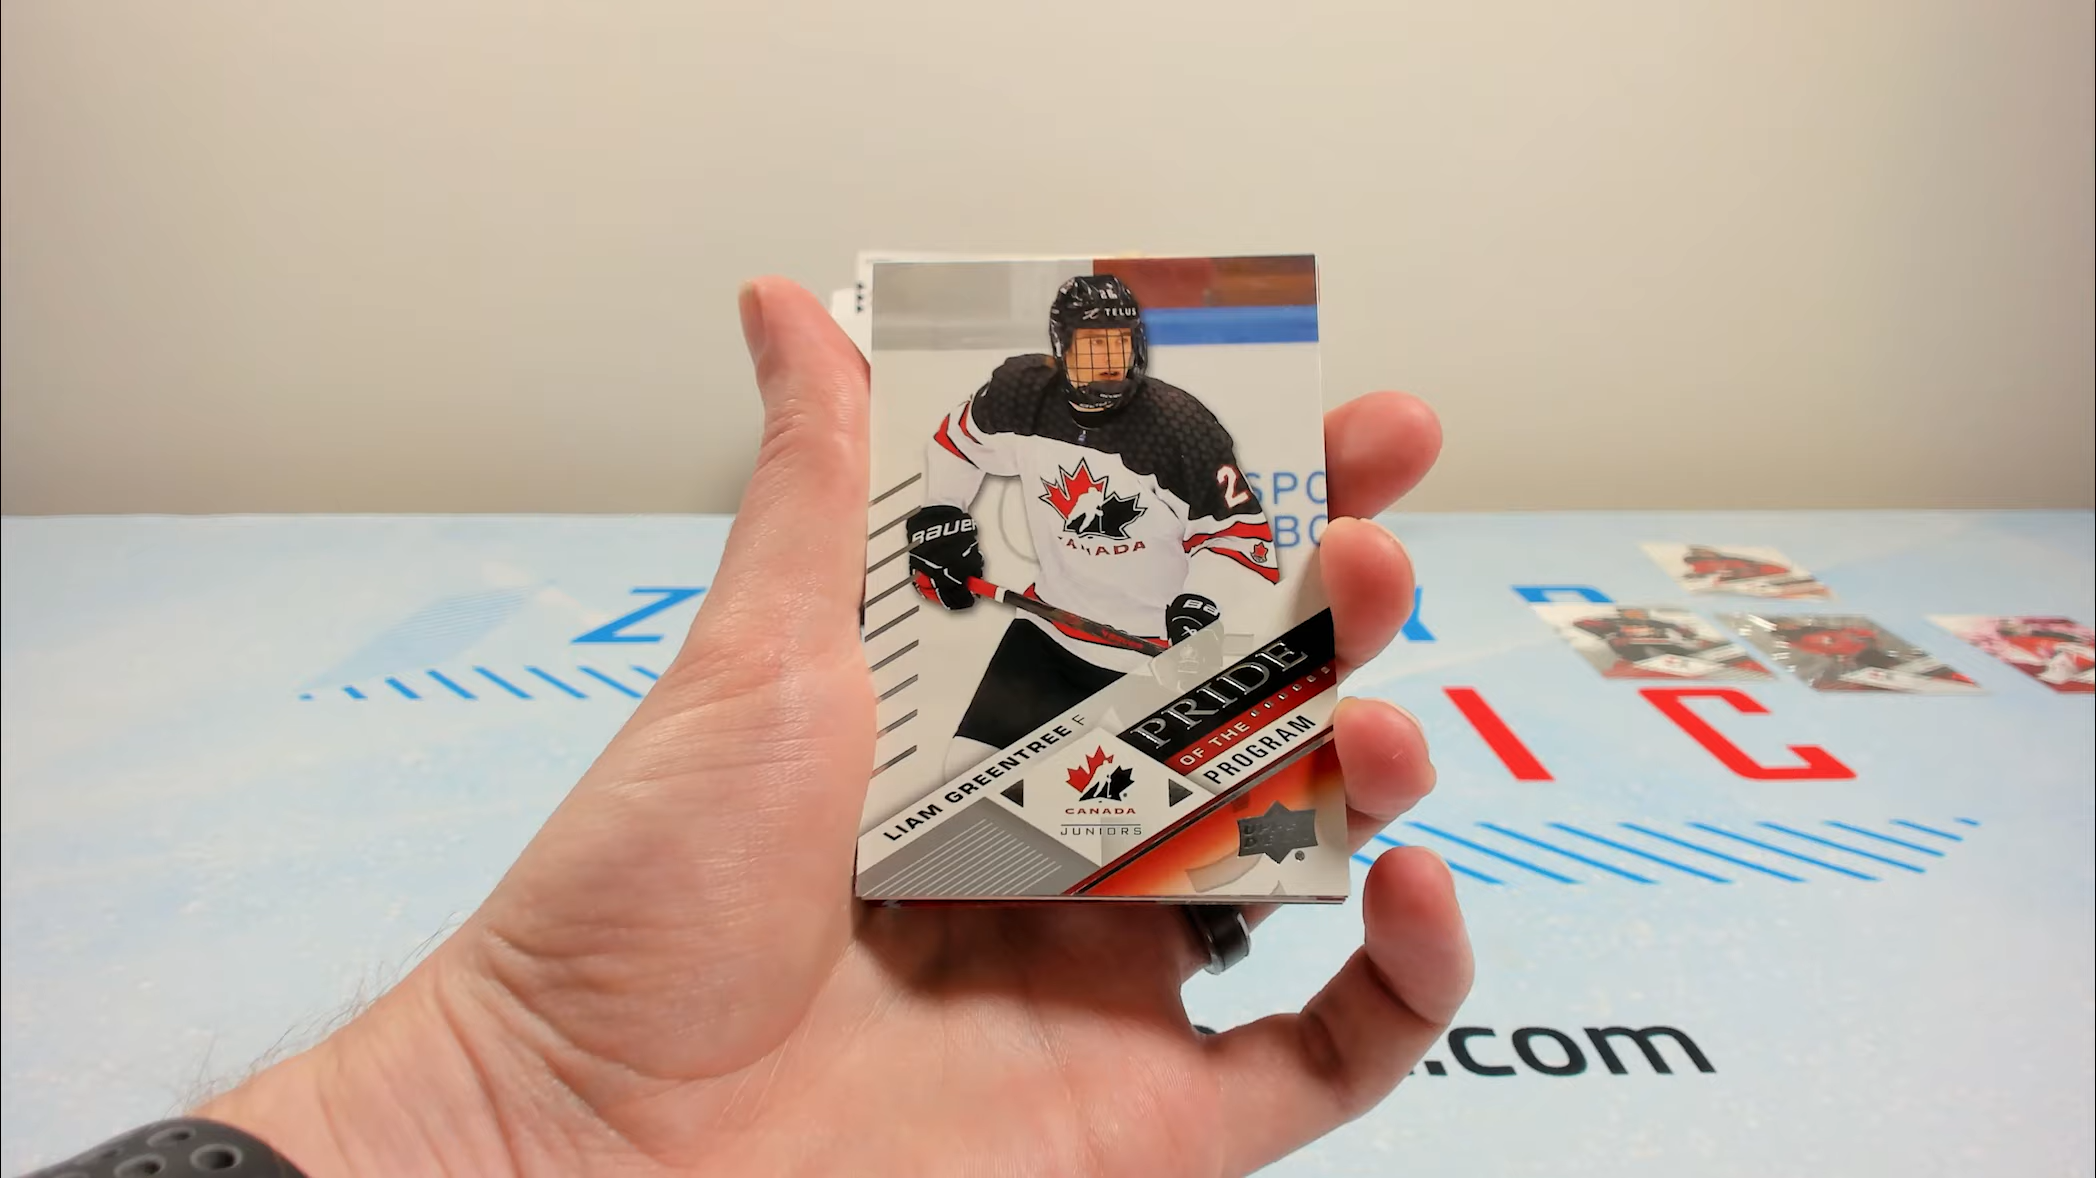 TELUS
2
BAUER
CANADA
SPO
BO
LIAM GREENTREE F
PRIDE
OF THE
PROGRAM
CANADA
JUNIORS
Z
Y
I C
.com